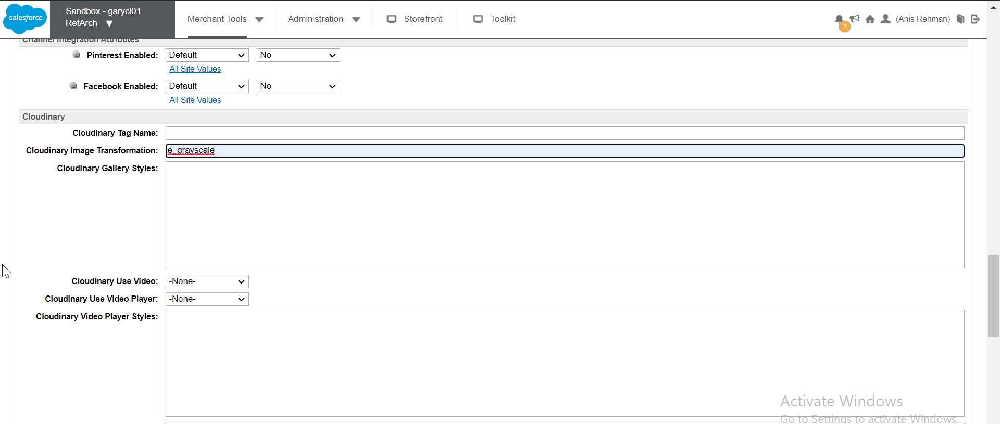 salesforce
Sandbox - garycl01
RefArch
Merchant Tools
Administration
Storefront
Toolkit
1
(Anis Rehman)
Channel Integration Attributes
Pinterest Enabled: Default No
All Site Values
Facebook Enabled: Default No
All Site Values
Cloudinary
Cloudinary Tag Name:
Cloudinary Image Transformation: e_grayscale
Cloudinary Gallery Styles:
Cloudinary Use Video: -None-
Cloudinary Use Video Player: -None-
Cloudinary Video Player Styles:
Activate Windows
Go to Settings to activate Windows.